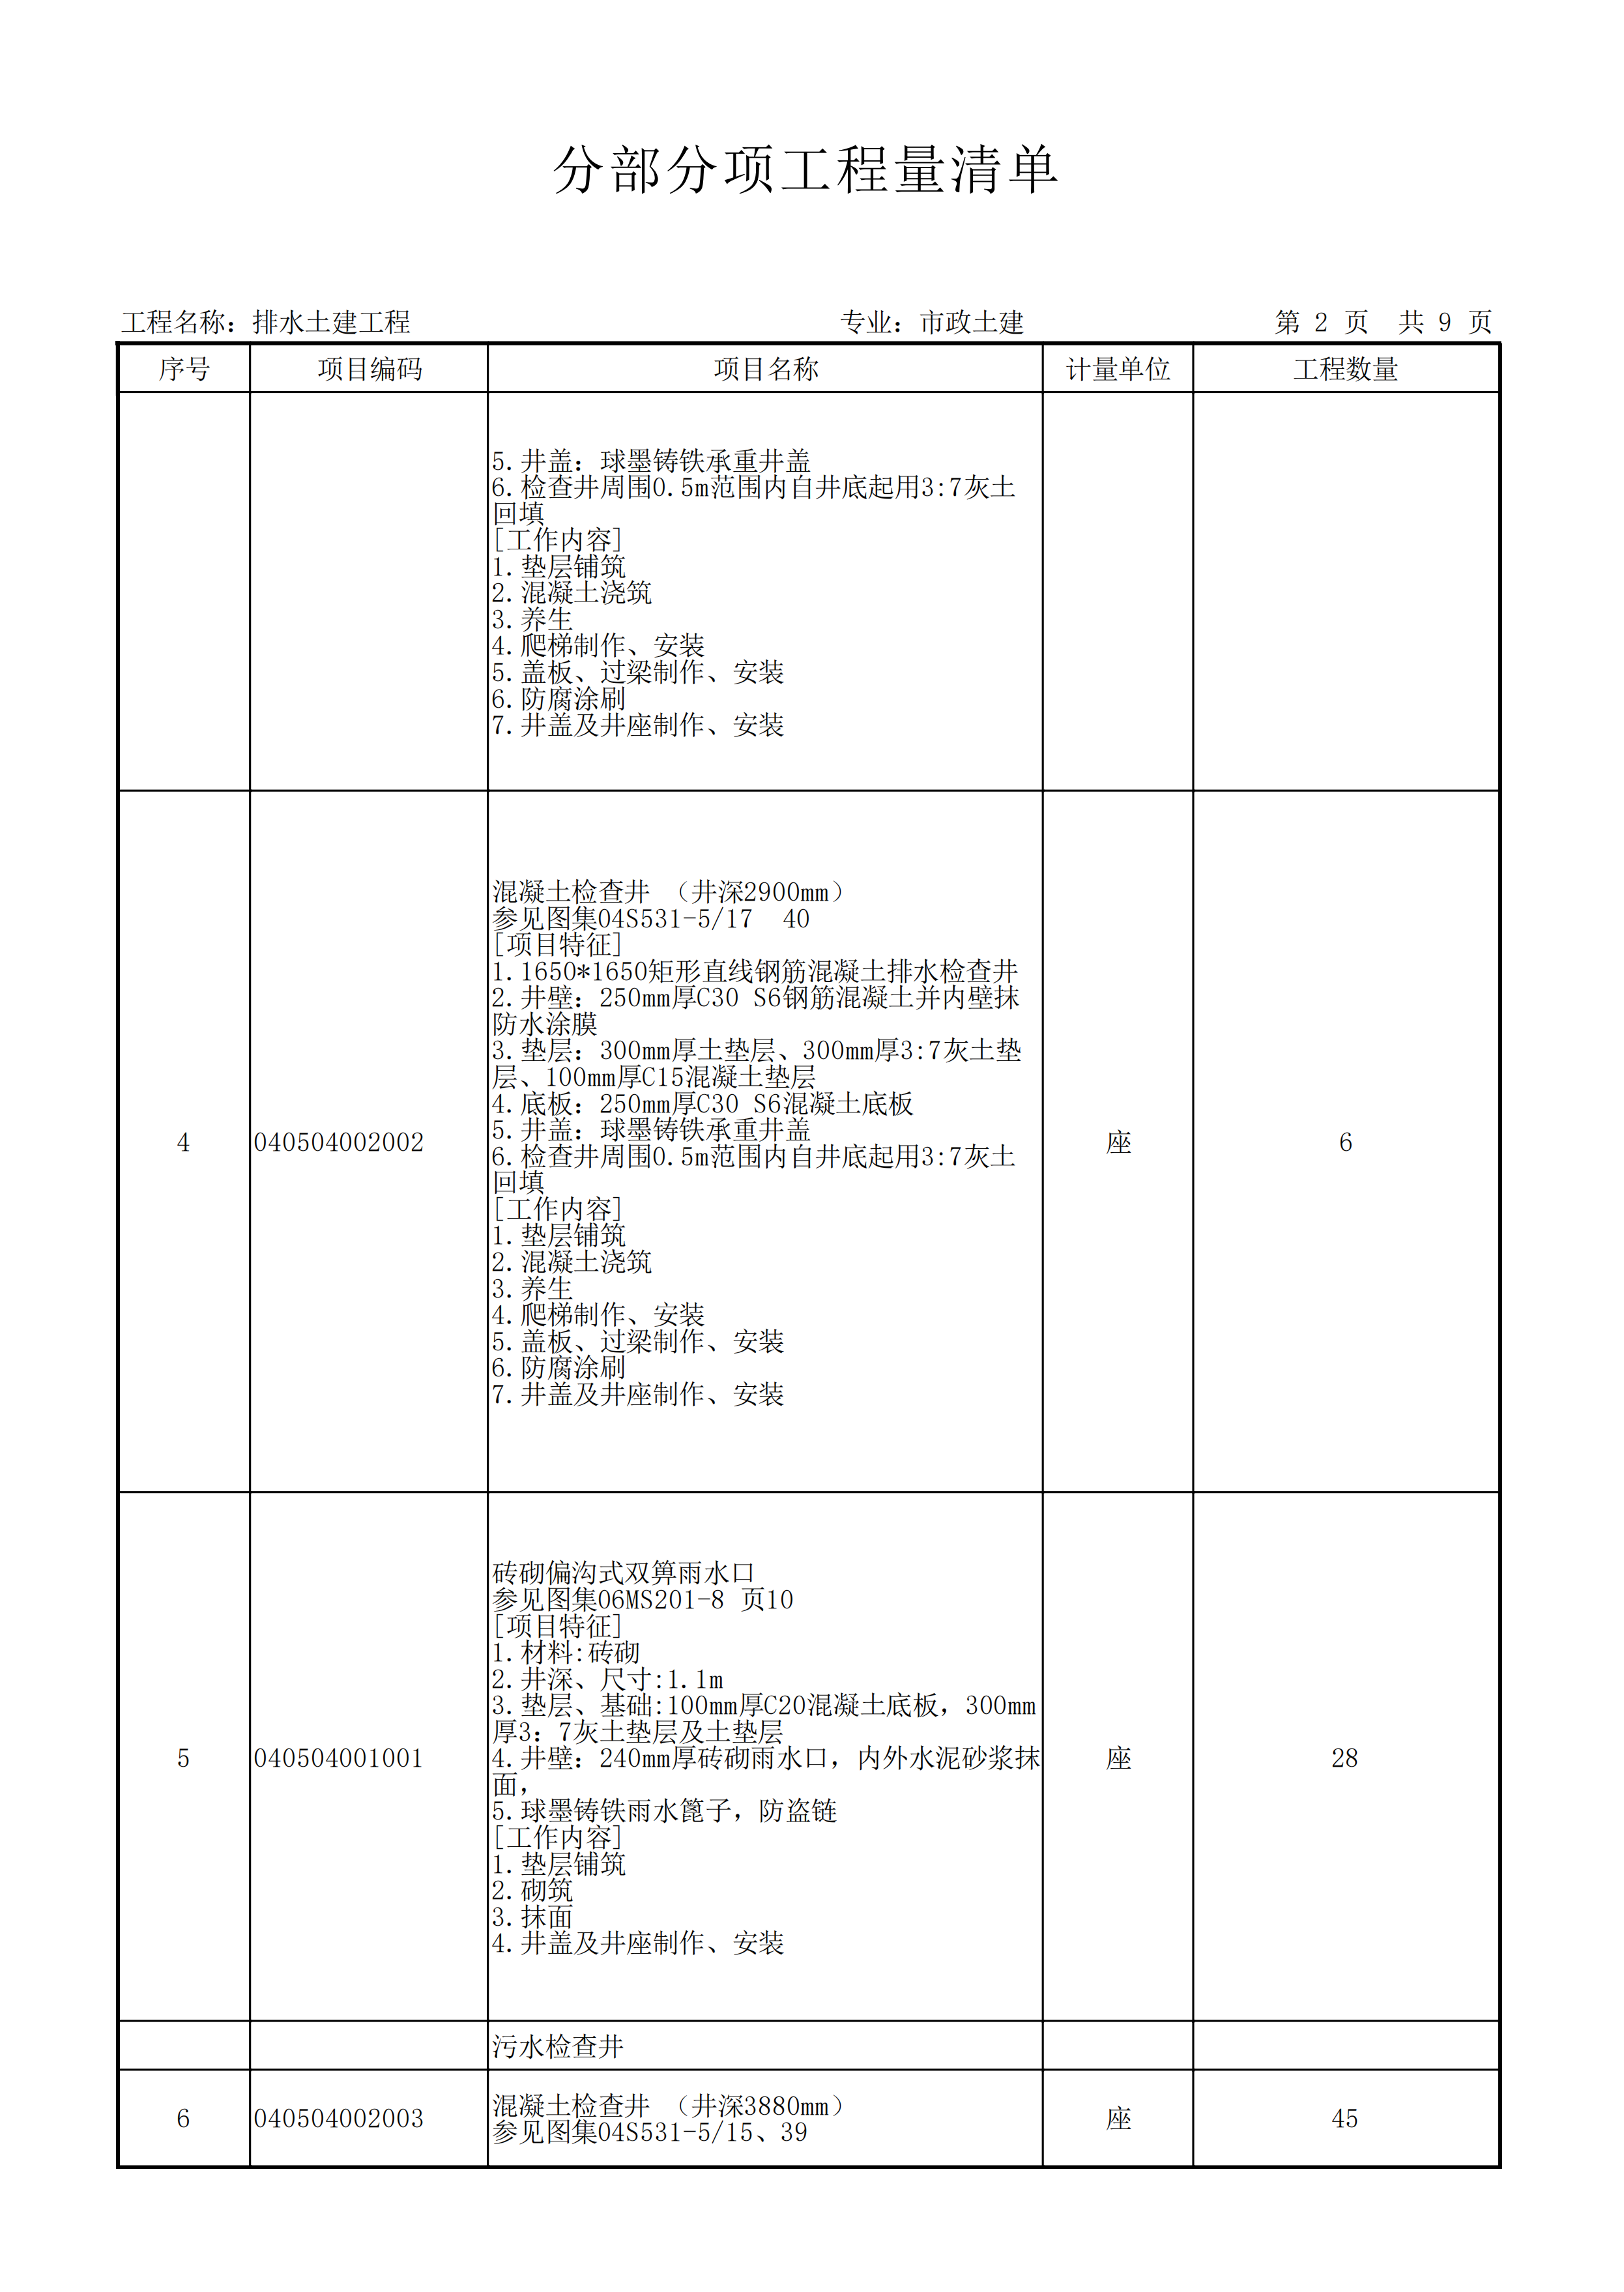 分部分项工程量清单
工程名称：排水土建工程 专业：市政土建 第 2 页 共 9 页
序号 项目编码 项目名称 计量单位 工程数量
5.井盖：球墨铸铁承重井盖
6.检查井周围0.5m范围内自井底起用3:7灰土
回填
[工作内容]
1.垫层铺筑
2.混凝土浇筑
3.养生
4.爬梯制作、安装
5.盖板、过梁制作、安装
6.防腐涂刷
7.井盖及井座制作、安装
混凝土检查井 （井深2900mm）
参见图集04S531-5/17 40
[项目特征]
1.1650*1650矩形直线钢筋混凝土排水检查井
2.井壁：250mm厚C30 S6钢筋混凝土并内壁抹
防水涂膜
3.垫层：300mm厚土垫层、300mm厚3:7灰土垫
层、100mm厚C15混凝土垫层
4.底板：250mm厚C30 S6混凝土底板
5.井盖：球墨铸铁承重井盖
4 040504002002 座 6
6.检查井周围0.5m范围内自井底起用3:7灰土
回填
[工作内容]
1.垫层铺筑
2.混凝土浇筑
3.养生
4.爬梯制作、安装
5.盖板、过梁制作、安装
6.防腐涂刷
7.井盖及井座制作、安装
砖砌偏沟式双箅雨水口
参见图集06MS201-8 页10
[项目特征]
1.材料:砖砌
2.井深、尺寸:1.1m
3.垫层、基础:100mm厚C20混凝土底板，300mm
厚3：7灰土垫层及土垫层
5 040504001001 4.井壁：240mm厚砖砌雨水口，内外水泥砂浆抹 座 28
面，
5.球墨铸铁雨水篦子，防盗链
[工作内容]
1.垫层铺筑
2.砌筑
3.抹面
4.井盖及井座制作、安装
污水检查井
6 040504002003 混凝土检查井 （井深3880mm） 座 45
参见图集04S531-5/15、39